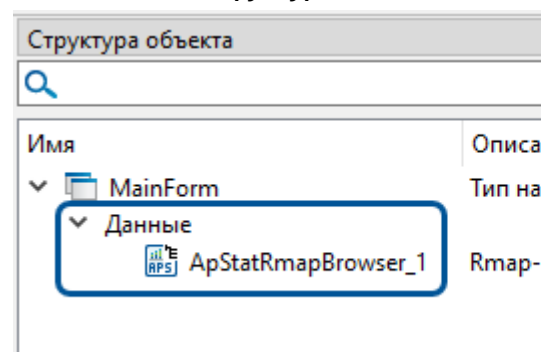 Структура объекта
Имя Описа
MainForm Тип на
Данные
APS ApStatRmapBrowser_1 Rmap-